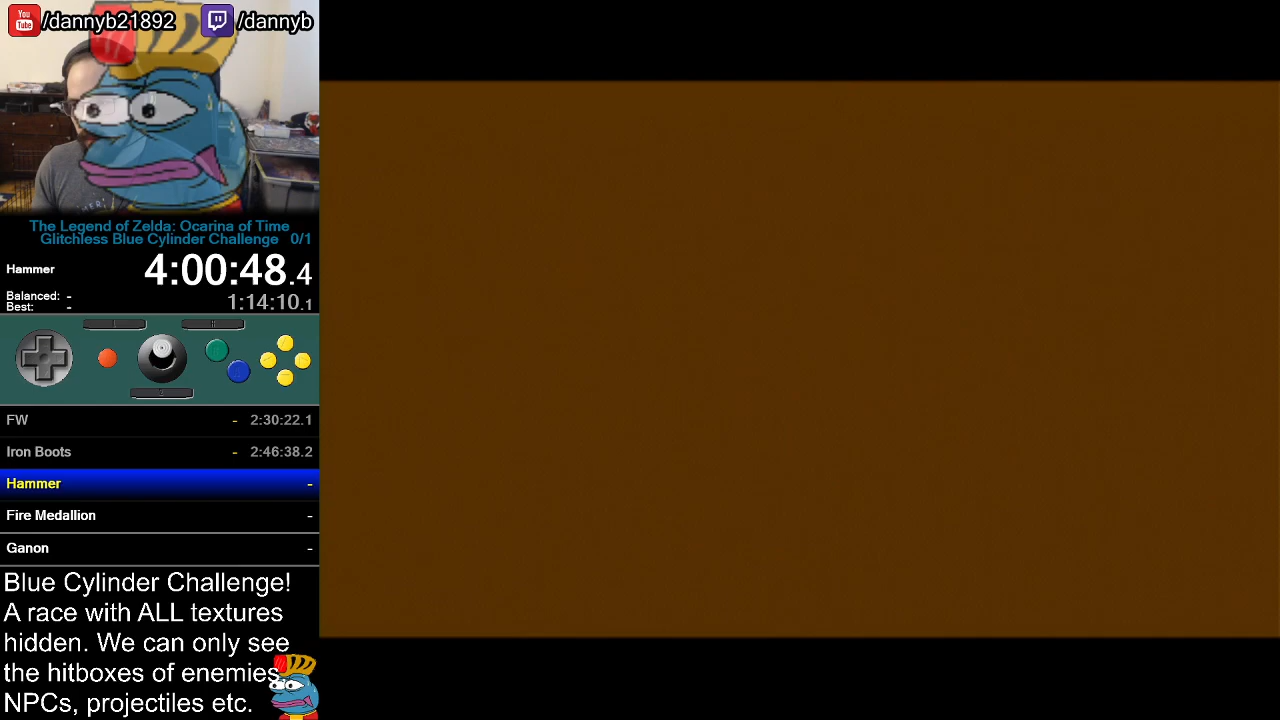 You Tube /dannyb21892 /dannyb
The Legend of Zelda: Ocarina of Time
Glitchless Blue Cylinder Challenge 0/1
Hammer 4:00:48.4
Balanced: - 1:14:10.1
Best: -
FW - 2:30:22.1
Iron Boots - 2:46:38.2
Hammer -
Fire Medallion -
Ganon -
Blue Cylinder Challenge!
A race with ALL textures
hidden. We can only see
the hitboxes of enemies,
NPCs, projectiles etc.